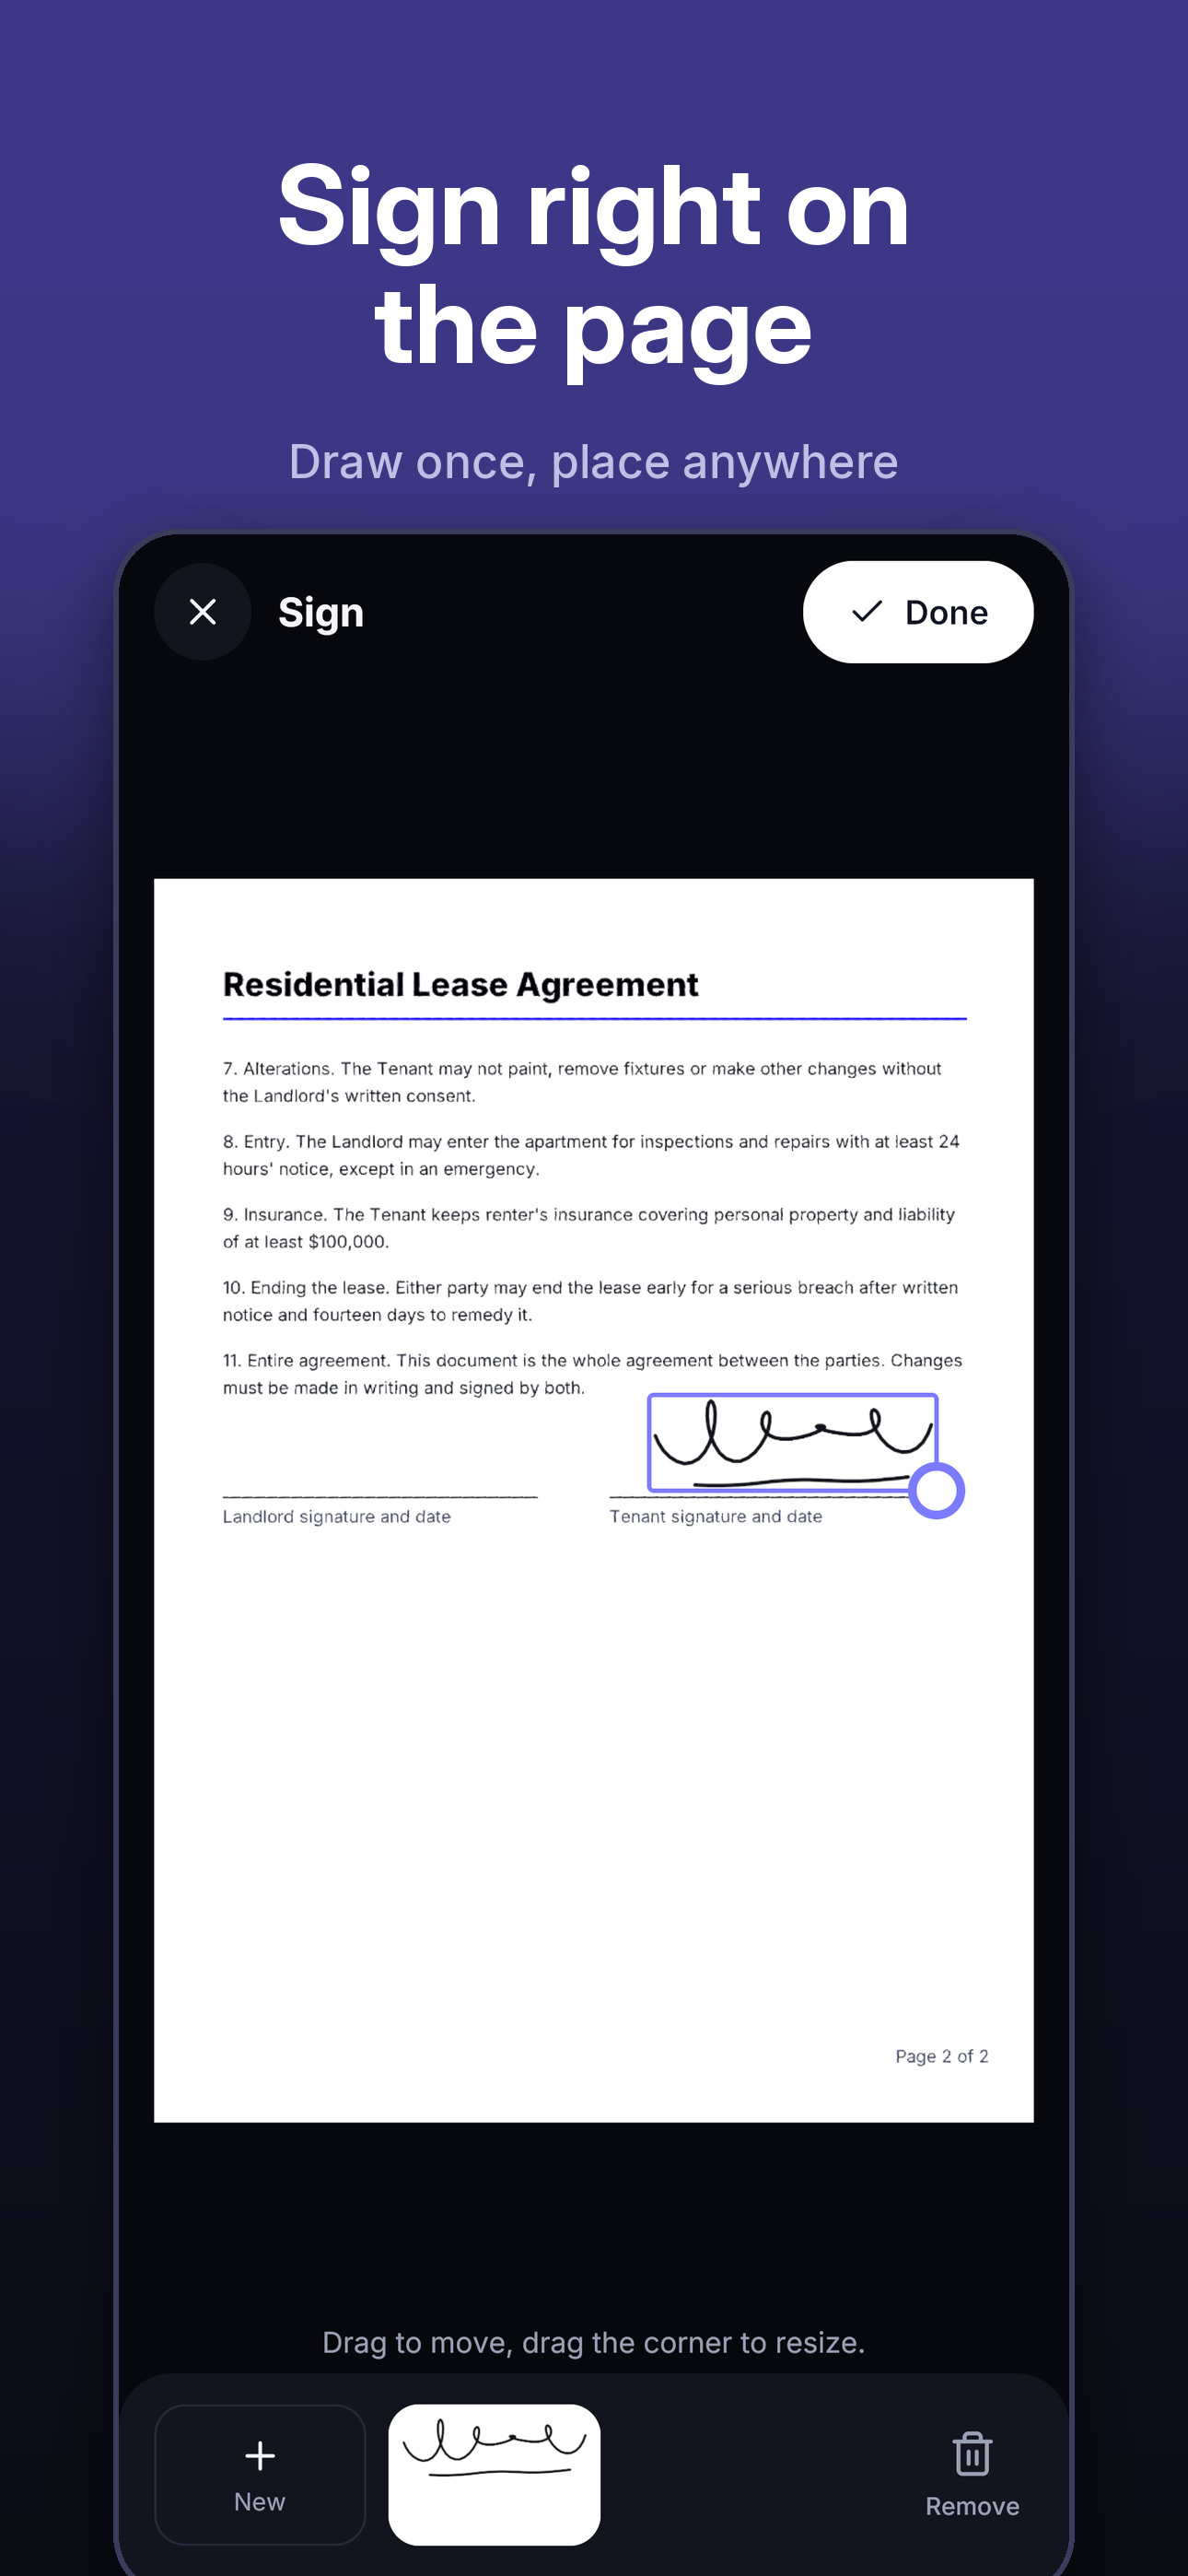 Sign right on
the page
Draw once, place anywhere
Sign
Done
Residential Lease Agreement
7. Alterations. The Tenant may not paint, remove fixtures or make other changes without
the Landlord's written consent.
8. Entry. The Landlord may enter the apartment for inspections and repairs with at least 24
hours' notice, except in an emergency.
9. Insurance. The Tenant keeps renter's insurance covering personal property and liability
of at least $100,000.
10. Ending the lease. Either party may end the lease early for a serious breach after written
notice and fourteen days to remedy it.
11. Entire agreement. This document is the whole agreement between the parties. Changes
must be made in writing and signed by both.
Landlord signature and date
Tenant signature and date
Page 2 of 2
Drag to move, drag the corner to resize.
New
Remove